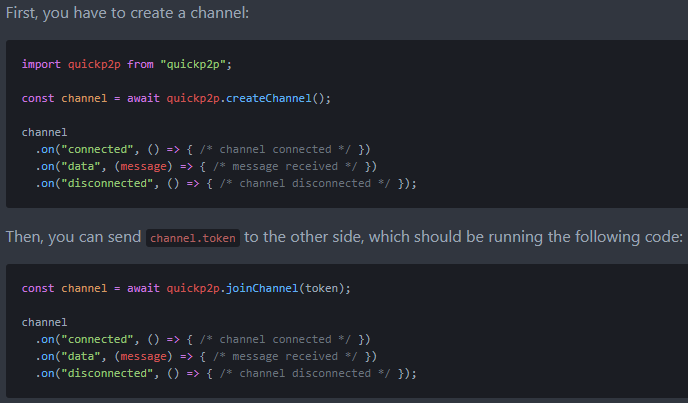 First, you have to create a channel:
import quickp2p from "quickp2p";
const channel = await quickp2p.createChannel();
channel
  .on("connected", () => { /* channel connected */ })
  .on("data", (message) => { /* message received */ })
  .on("disconnected", () => { /* channel disconnected */ });
Then, you can send channel.token to the other side, which should be running the following code:
const channel = await quickp2p.joinChannel(token);
channel
  .on("connected", () => { /* channel connected */ })
  .on("data", (message) => { /* message received */ })
  .on("disconnected", () => { /* channel disconnected */ });